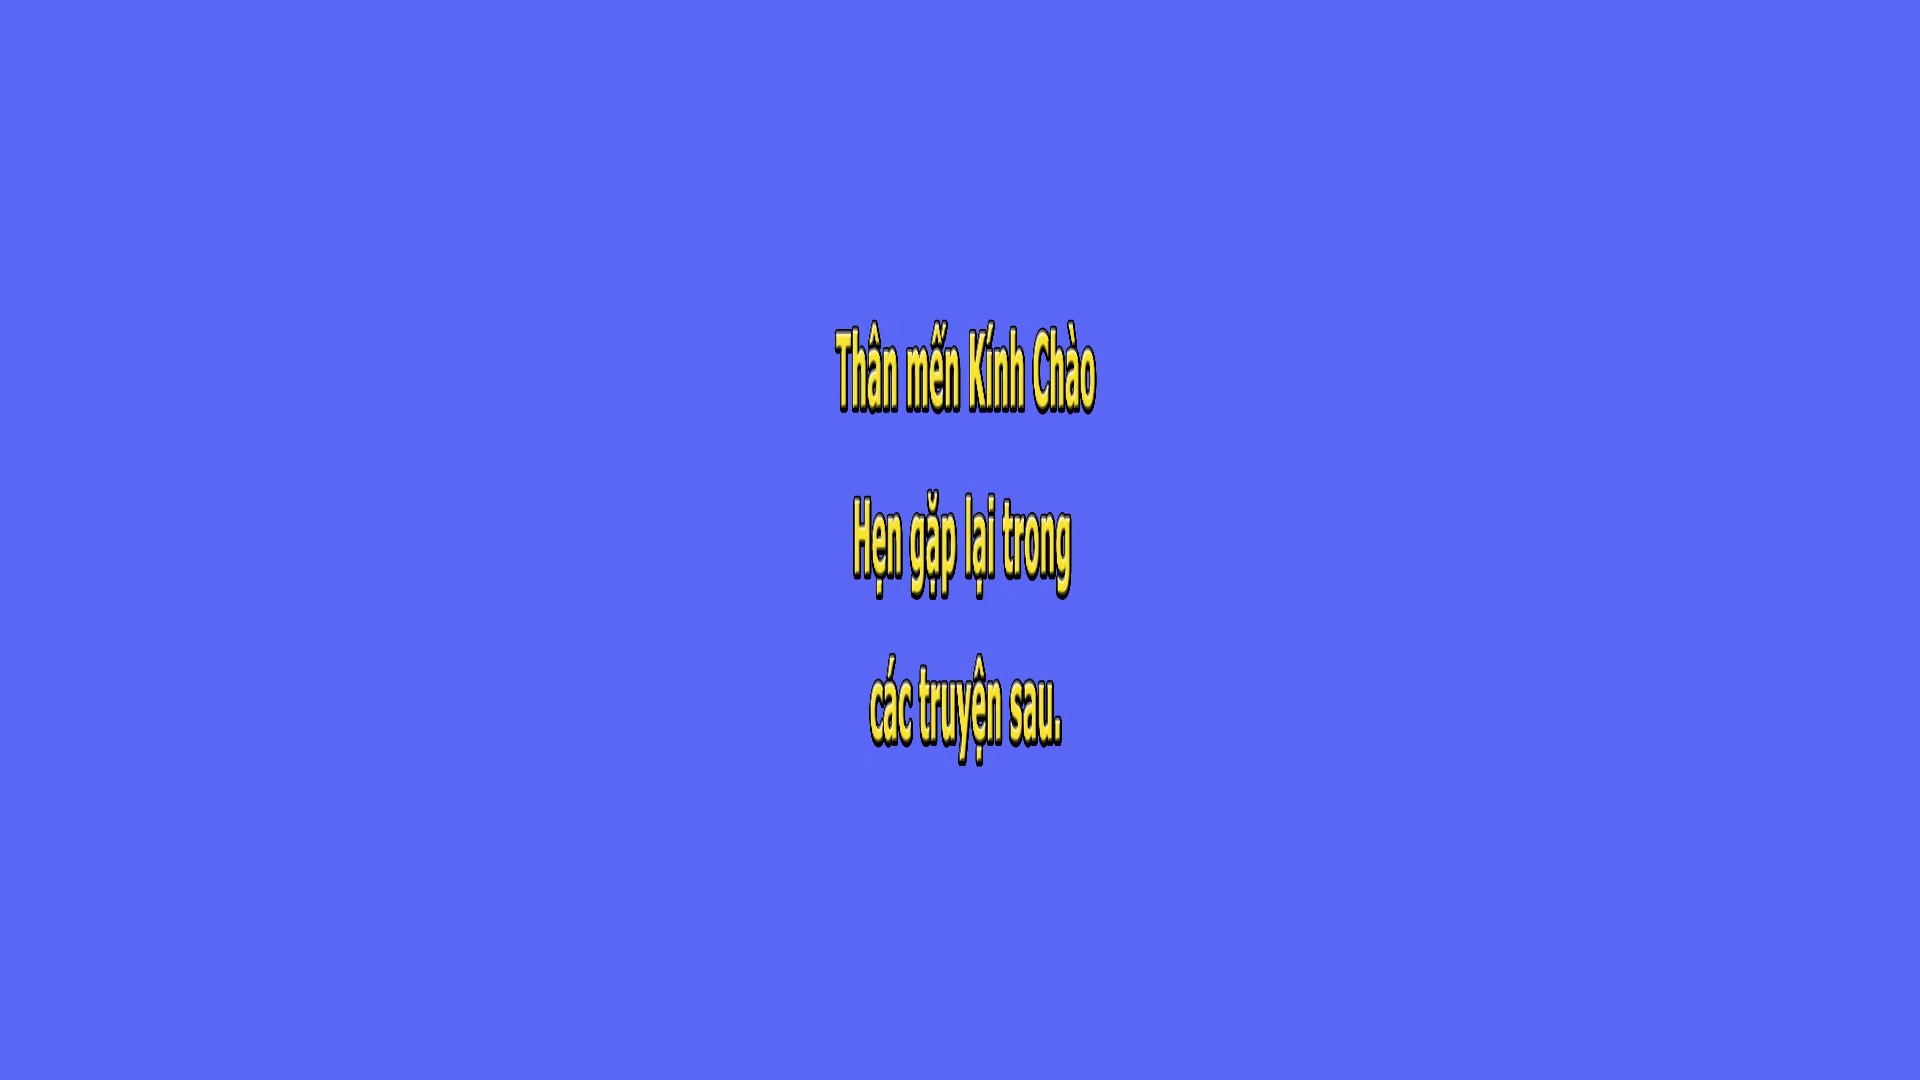 Thân mến Kính Chào
Hẹn gặp lại trong
các truyện sau.